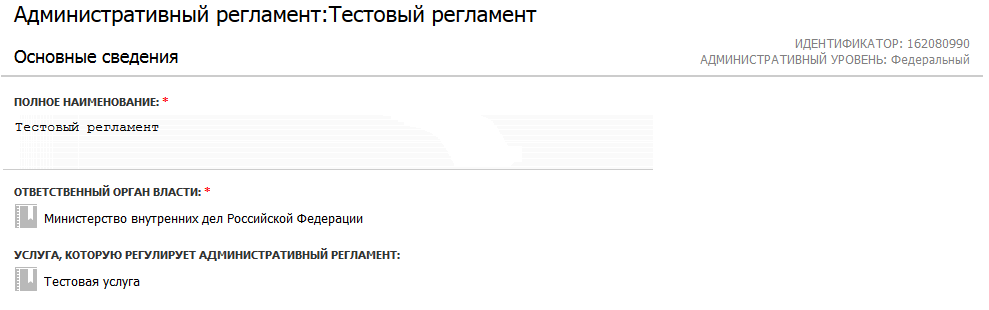 Административный регламент:Тестовый регламент
Основные сведения
ИДЕНТИФИКАТОР: 162080990
АДМИНИСТРАТИВНЫЙ УРОВЕНЬ: Федеральный
ПОЛНОЕ НАИМЕНОВАНИЕ: *
Тестовый регламент
ОТВЕТСТВЕННЫЙ ОРГАН ВЛАСТИ: *
Министерство внутренних дел Российской Федерации
УСЛУГА, КОТОРУЮ РЕГУЛИРУЕТ АДМИНИСТРАТИВНЫЙ РЕГЛАМЕНТ:
Тестовая услуга